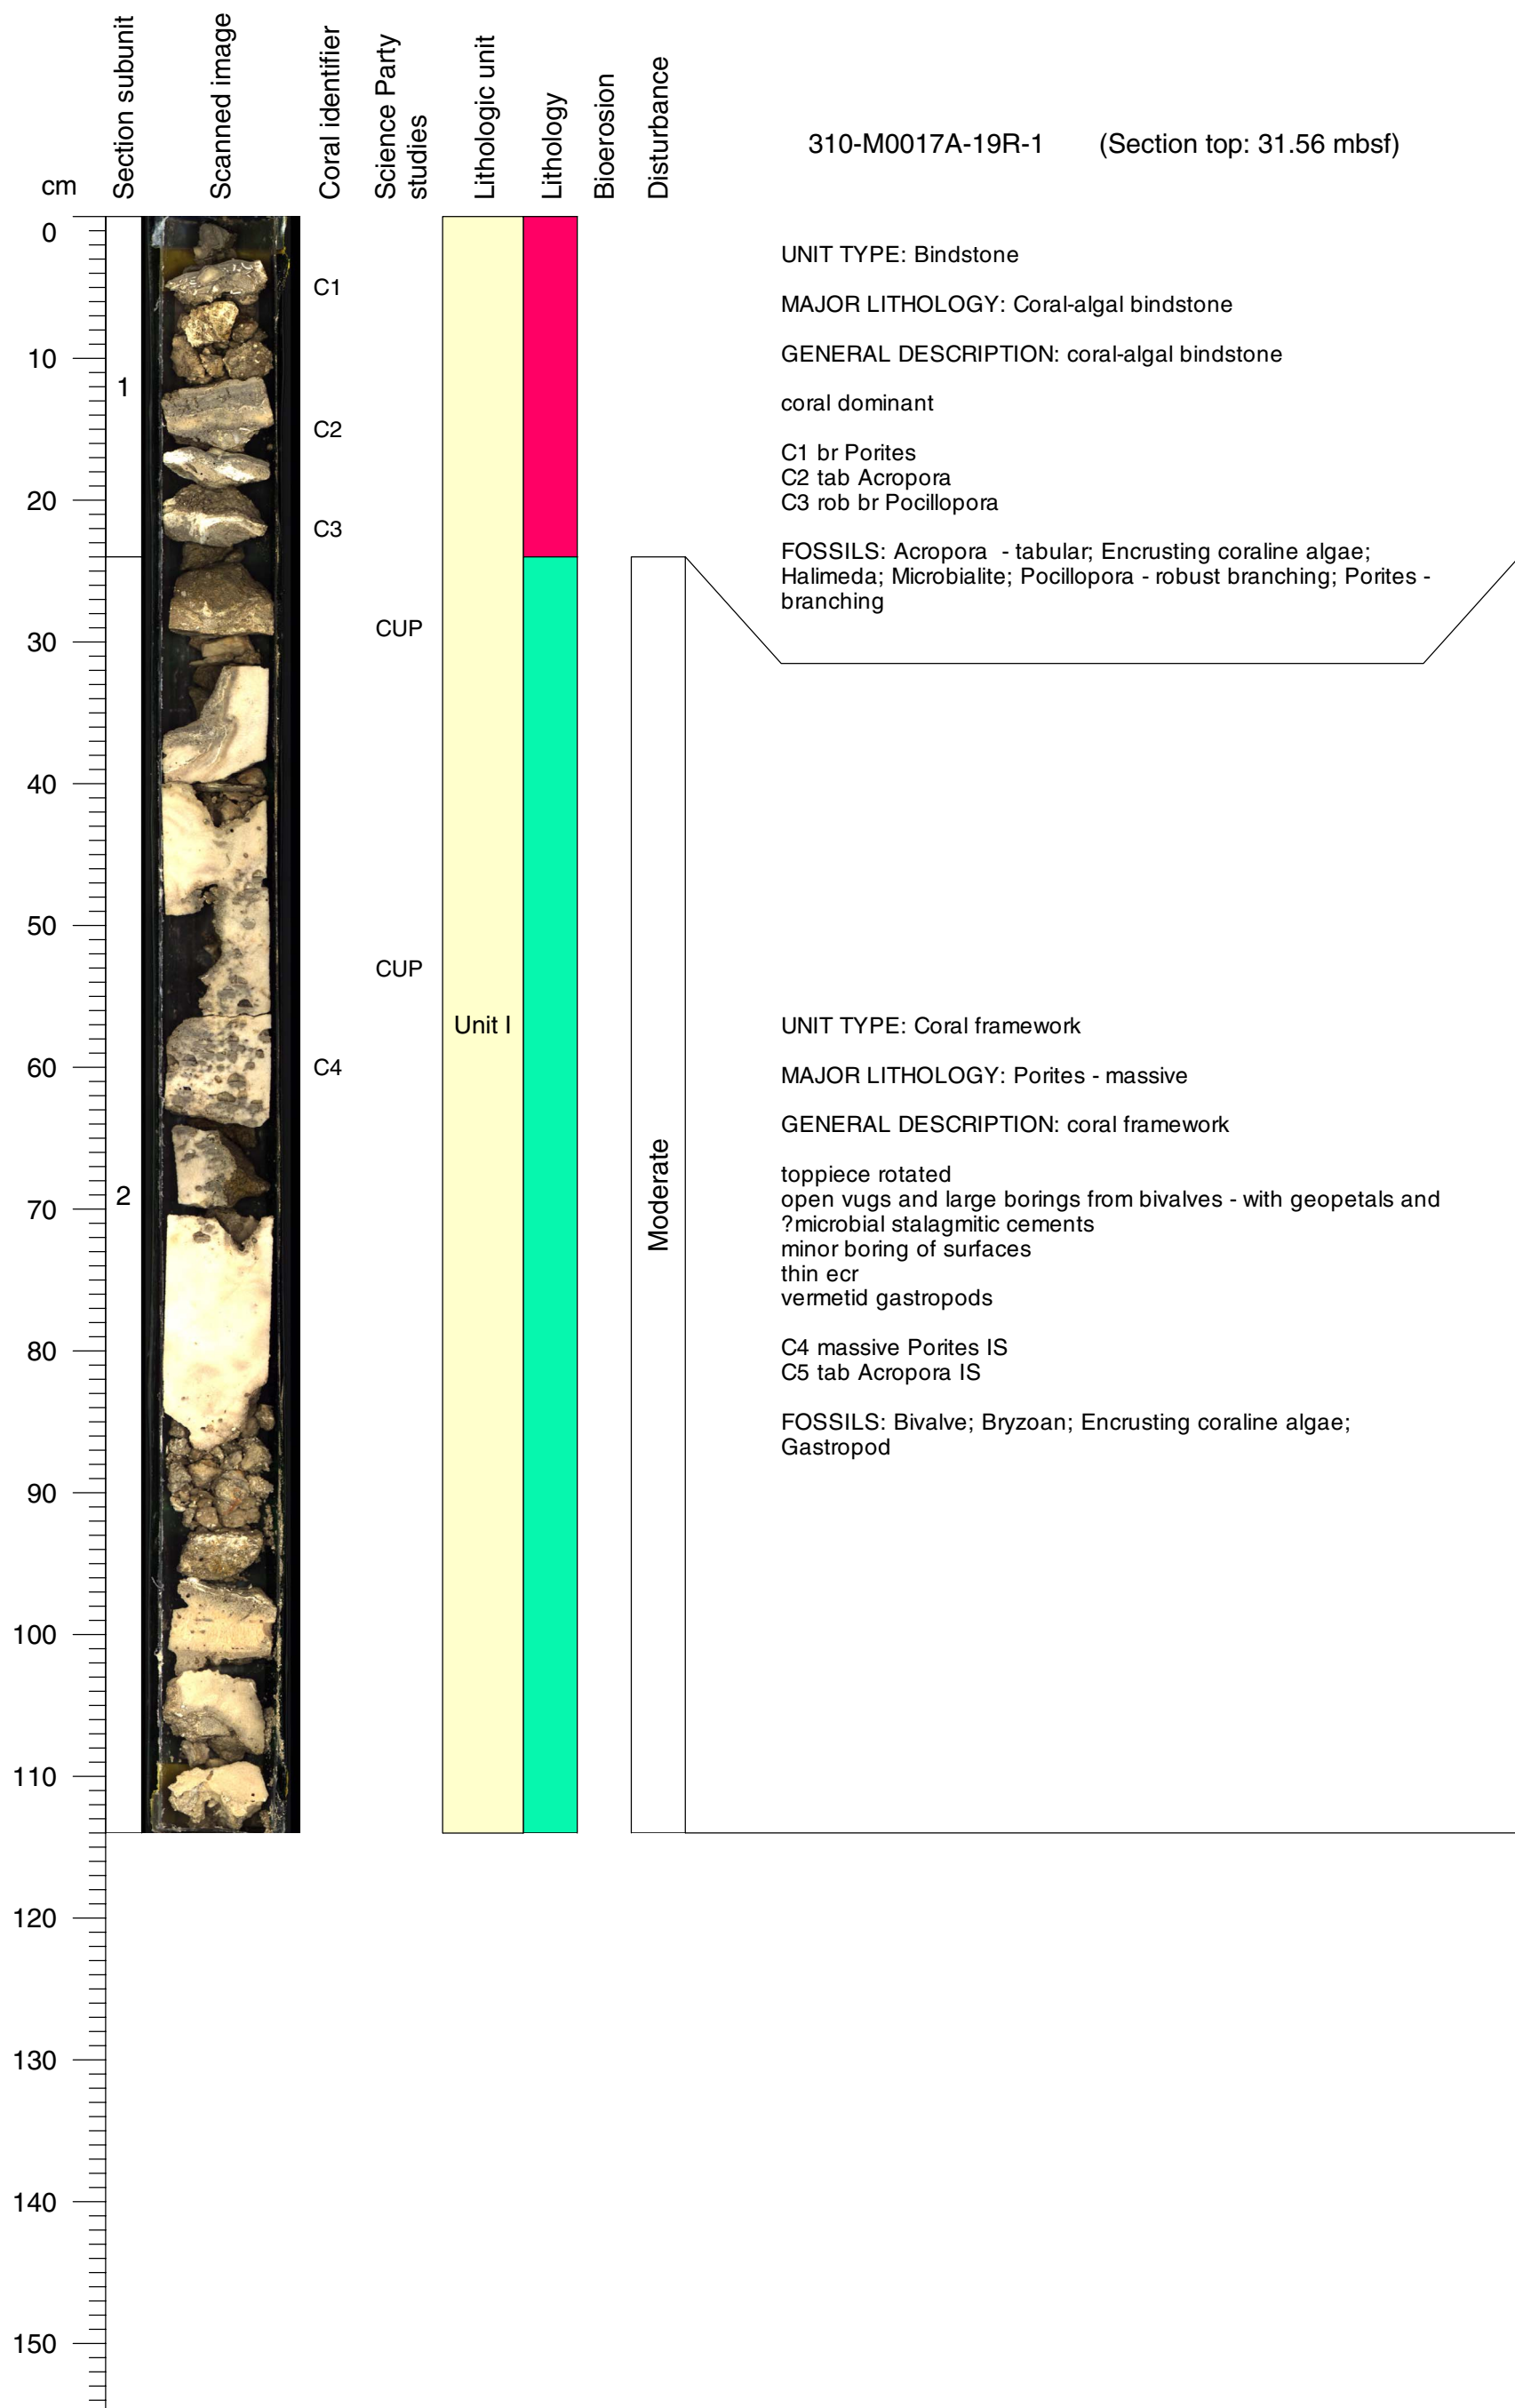 Section subunit
Scanned image
Coral identifier
Science Party
studies
Lithologic unit
Lithology
Bioerosion
Disturbance
310-M0017A-19R-1 (Section top: 31.56 mbsf)
cm
0
10
20
30
40
50
60
70
80
90
100
110
120
130
140
150
1
2
C1
C2
C3
C4
CUP
CUP
Unit I
Moderate
UNIT TYPE: Bindstone
MAJOR LITHOLOGY: Coral-algal bindstone
GENERAL DESCRIPTION: coral-algal bindstone
coral dominant
C1 br Porites
C2 tab Acropora
C3 rob br Pocillopora
FOSSILS: Acropora - tabular; Encrusting coraline algae;
Halimeda; Microbialite; Pocillopora - robust branching; Porites -
branching
UNIT TYPE: Coral framework
MAJOR LITHOLOGY: Porites - massive
GENERAL DESCRIPTION: coral framework
toppiece rotated
open vugs and large borings from bivalves - with geopetals and
?microbial stalagmitic cements
minor boring of surfaces
thin ecr
vermetid gastropods
C4 massive Porites IS
C5 tab Acropora IS
FOSSILS: Bivalve; Bryzoan; Encrusting coraline algae;
Gastropod